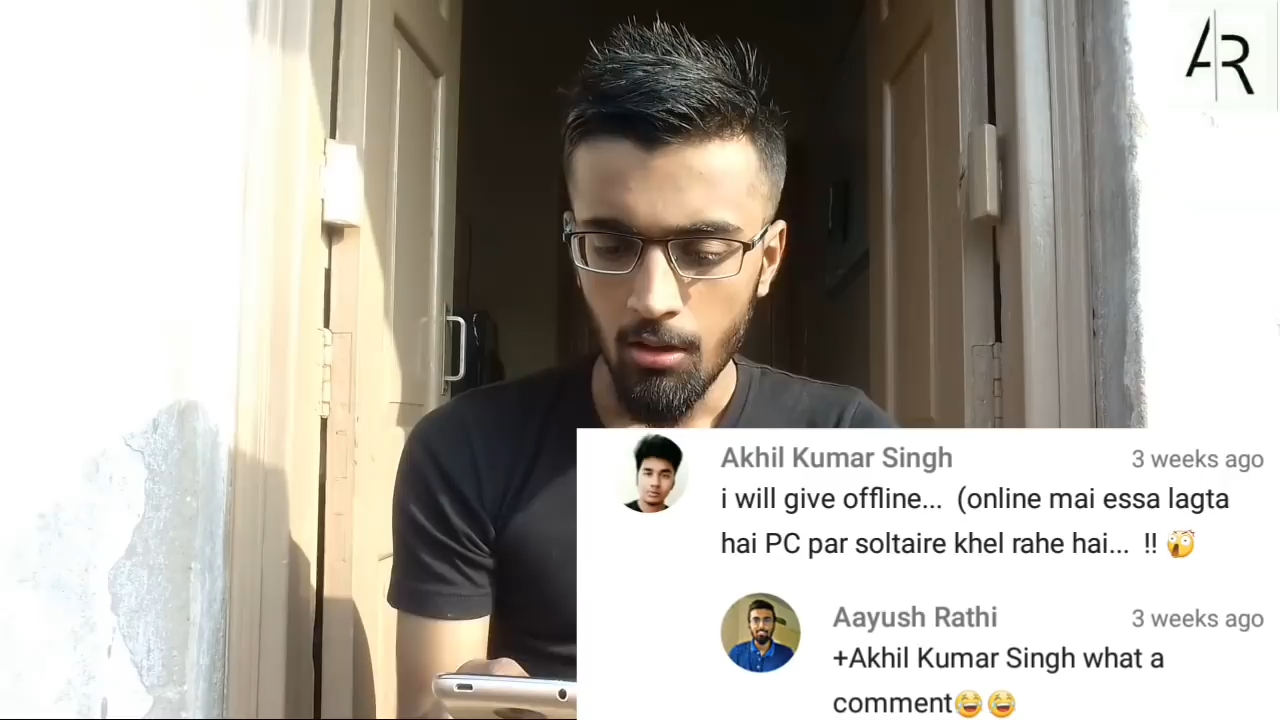 AR
Akhil Kumar Singh 3 weeks ago
i will give offline... (online mai essa lagta
hai PC par soltaire khel rahe hai... !! 😲
Aayush Rathi 3 weeks ago
+Akhil Kumar Singh what a
comment😂😂